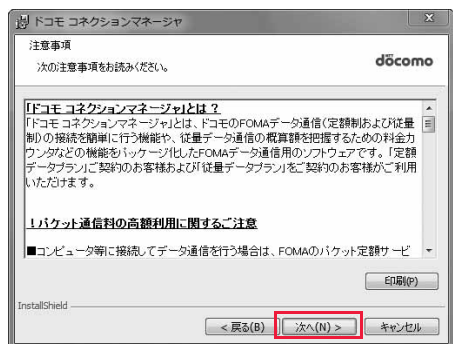 ドコモ コネクションマネージャ
注意事項
次の注意事項をお読みください。
NTT
döcomo
「ドコモ コネクションマネージャ」とは？
「ドコモ コネクションマネージャ」とは、ドコモのFOMAデータ通信(定額制および従量
制)の接続を簡単に行う機能や、従量データ通信の概算額を把握するための料金カ
ウンタなどの機能をパッケージ化したFOMAデータ通信用のソフトウェアです。「定額
データプラン」ご契約のお客様および「従量データプラン」をご契約のお客様がご利用
いただけます。
！パケット通信料の高額利用に関するご注意
■コンピュータ等に接続してデータ通信を行う場合は、FOMAのパケット定額サービ
印刷(P)
InstallShield
< 戻る(B)
次へ(N) >
キャンセル